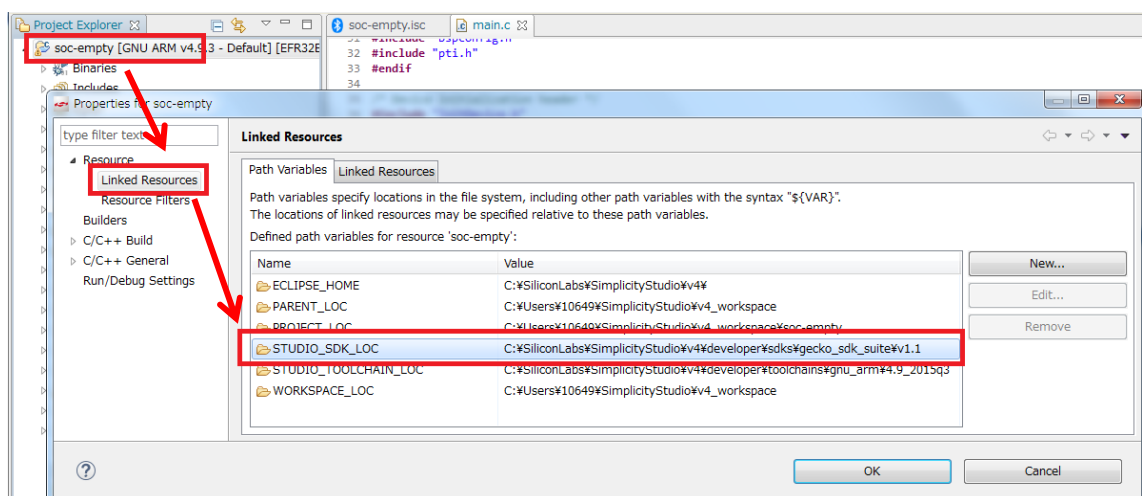 Project Explorer
soc-empty.isc
main.c
soc-empty [GNU ARM v4.9.3 - Default] [EFR32B
32 #include "pti.h"
33 #endif
34
Binaries
Includes
Properties for soc-empty
type filter text
Linked Resources
Resource
Linked Resources
Resource Filters
Builders
C/C++ Build
C/C++ General
Run/Debug Settings
Path Variables
Linked Resources
Path variables specify locations in the file system, including other path variables with the syntax "${VAR}".
The locations of linked resources may be specified relative to these path variables.
Defined path variables for resource 'soc-empty':
Name Value
ECLIPSE_HOME C:¥SiliconLabs¥SimplicityStudio¥v4¥
PARENT_LOC C:¥Users¥10649¥SimplicityStudio¥v4_workspace
PROJECT_LOC C:¥Users¥10649¥SimplicityStudio¥v4_workspace¥soc-empty
STUDIO_SDK_LOC C:¥SiliconLabs¥SimplicityStudio¥v4¥developer¥sdks¥gecko_sdk_suite¥v1.1
STUDIO_TOOLCHAIN_LOC C:¥SiliconLabs¥SimplicityStudio¥v4¥developer¥toolchains¥gnu_arm¥4.9_2015q3
WORKSPACE_LOC C:¥Users¥10649¥SimplicityStudio¥v4_workspace
New...
Edit...
Remove
OK
Cancel